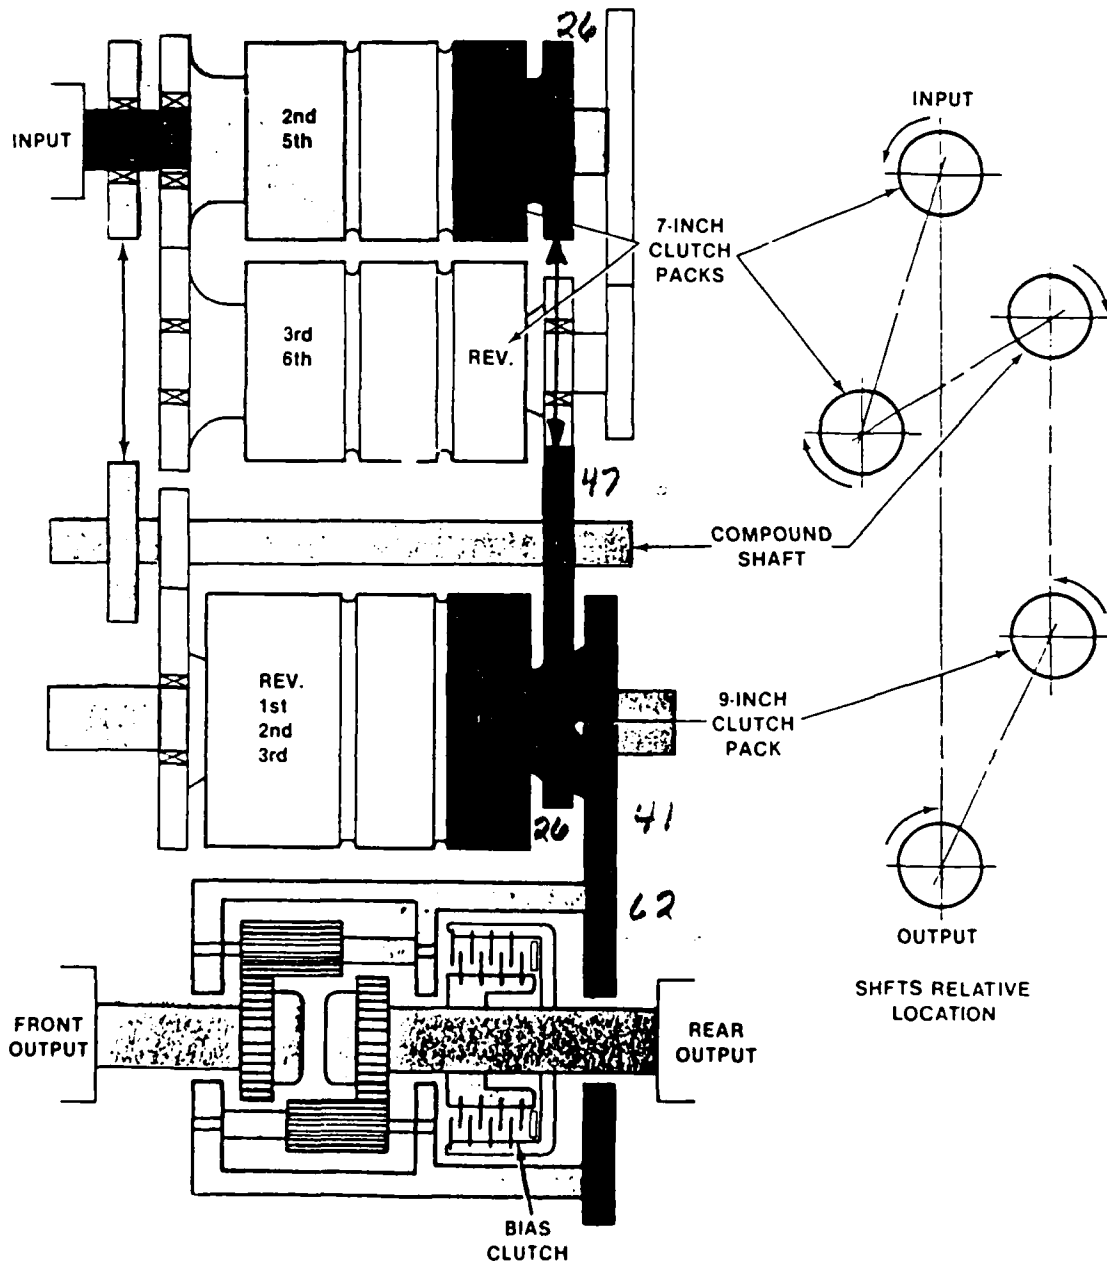 26
INPUT
2nd
5th
INPUT
7-INCH
CLUTCH
PACKS
3rd
6th
REV.
47
COMPOUND
SHAFT
REV.
1st
2nd
3rd
9-INCH
CLUTCH
PACK
26
41
62
OUTPUT
SHFTS RELATIVE
LOCATION
FRONT
OUTPUT
REAR
OUTPUT
BIAS
CLUTCH